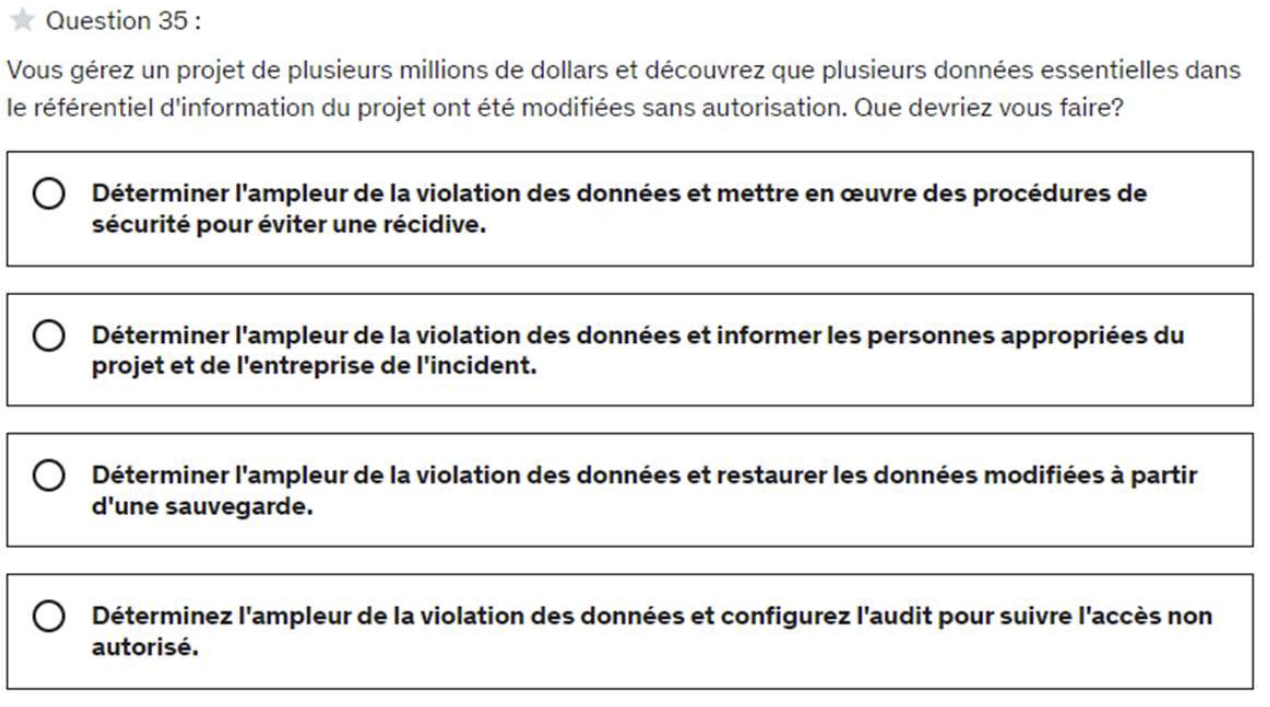 Question 35 :
Vous gérez un projet de plusieurs millions de dollars et découvrez que plusieurs données essentielles dans
le référentiel d'information du projet ont été modifiées sans autorisation. Que devriez vous faire?
Déterminer l'ampleur de la violation des données et mettre en œuvre des procédures de
sécurité pour éviter une récidive.
Déterminer l'ampleur de la violation des données et informer les personnes appropriées du
projet et de l'entreprise de l'incident.
Déterminer l'ampleur de la violation des données et restaurer les données modifiées à partir
d'une sauvegarde.
Déterminez l'ampleur de la violation des données et configurez l'audit pour suivre l'accès non
autorisé.